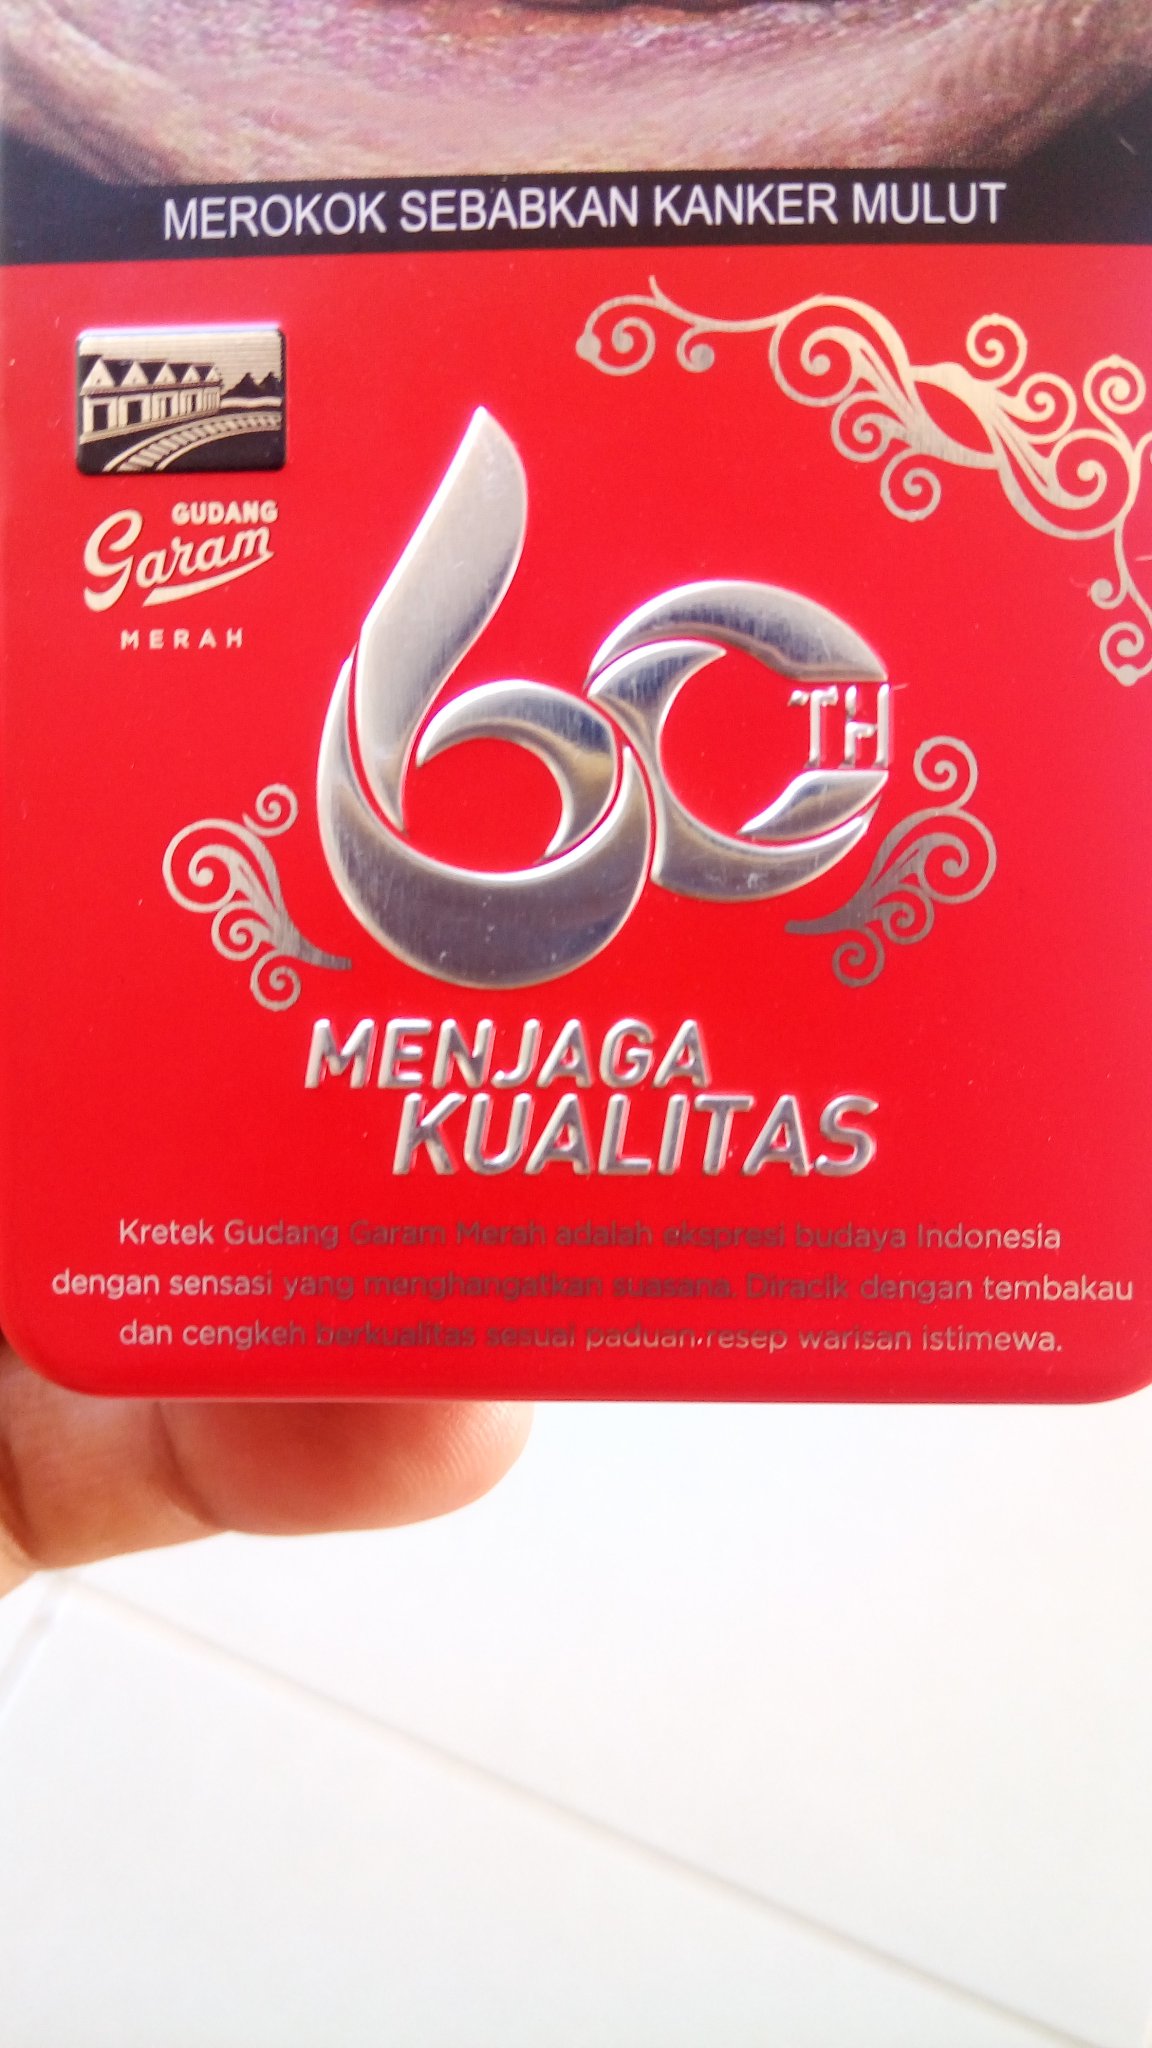 MEROKOK SEBABKAN KANKER MULUT
GUDANG
Garam
MERAH
60TH
MENJAGA
KUALITAS
Kretek Gudang Garam Merah adalah ekspresi budaya Indonesia
dengan sensasi yang menghangatkan suasana. Diracik dengan tembakau
dan cengkeh berkualitas sesuai paduan resep warisan istimewa.